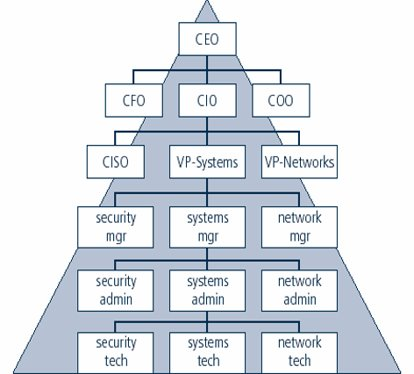 CEO
CFO
CIO
COO
CISO
VP-Systems
VP-Networks
security
mgr
systems
mgr
network
mgr
security
admin
systems
admin
network
admin
security
tech
systems
tech
network
tech